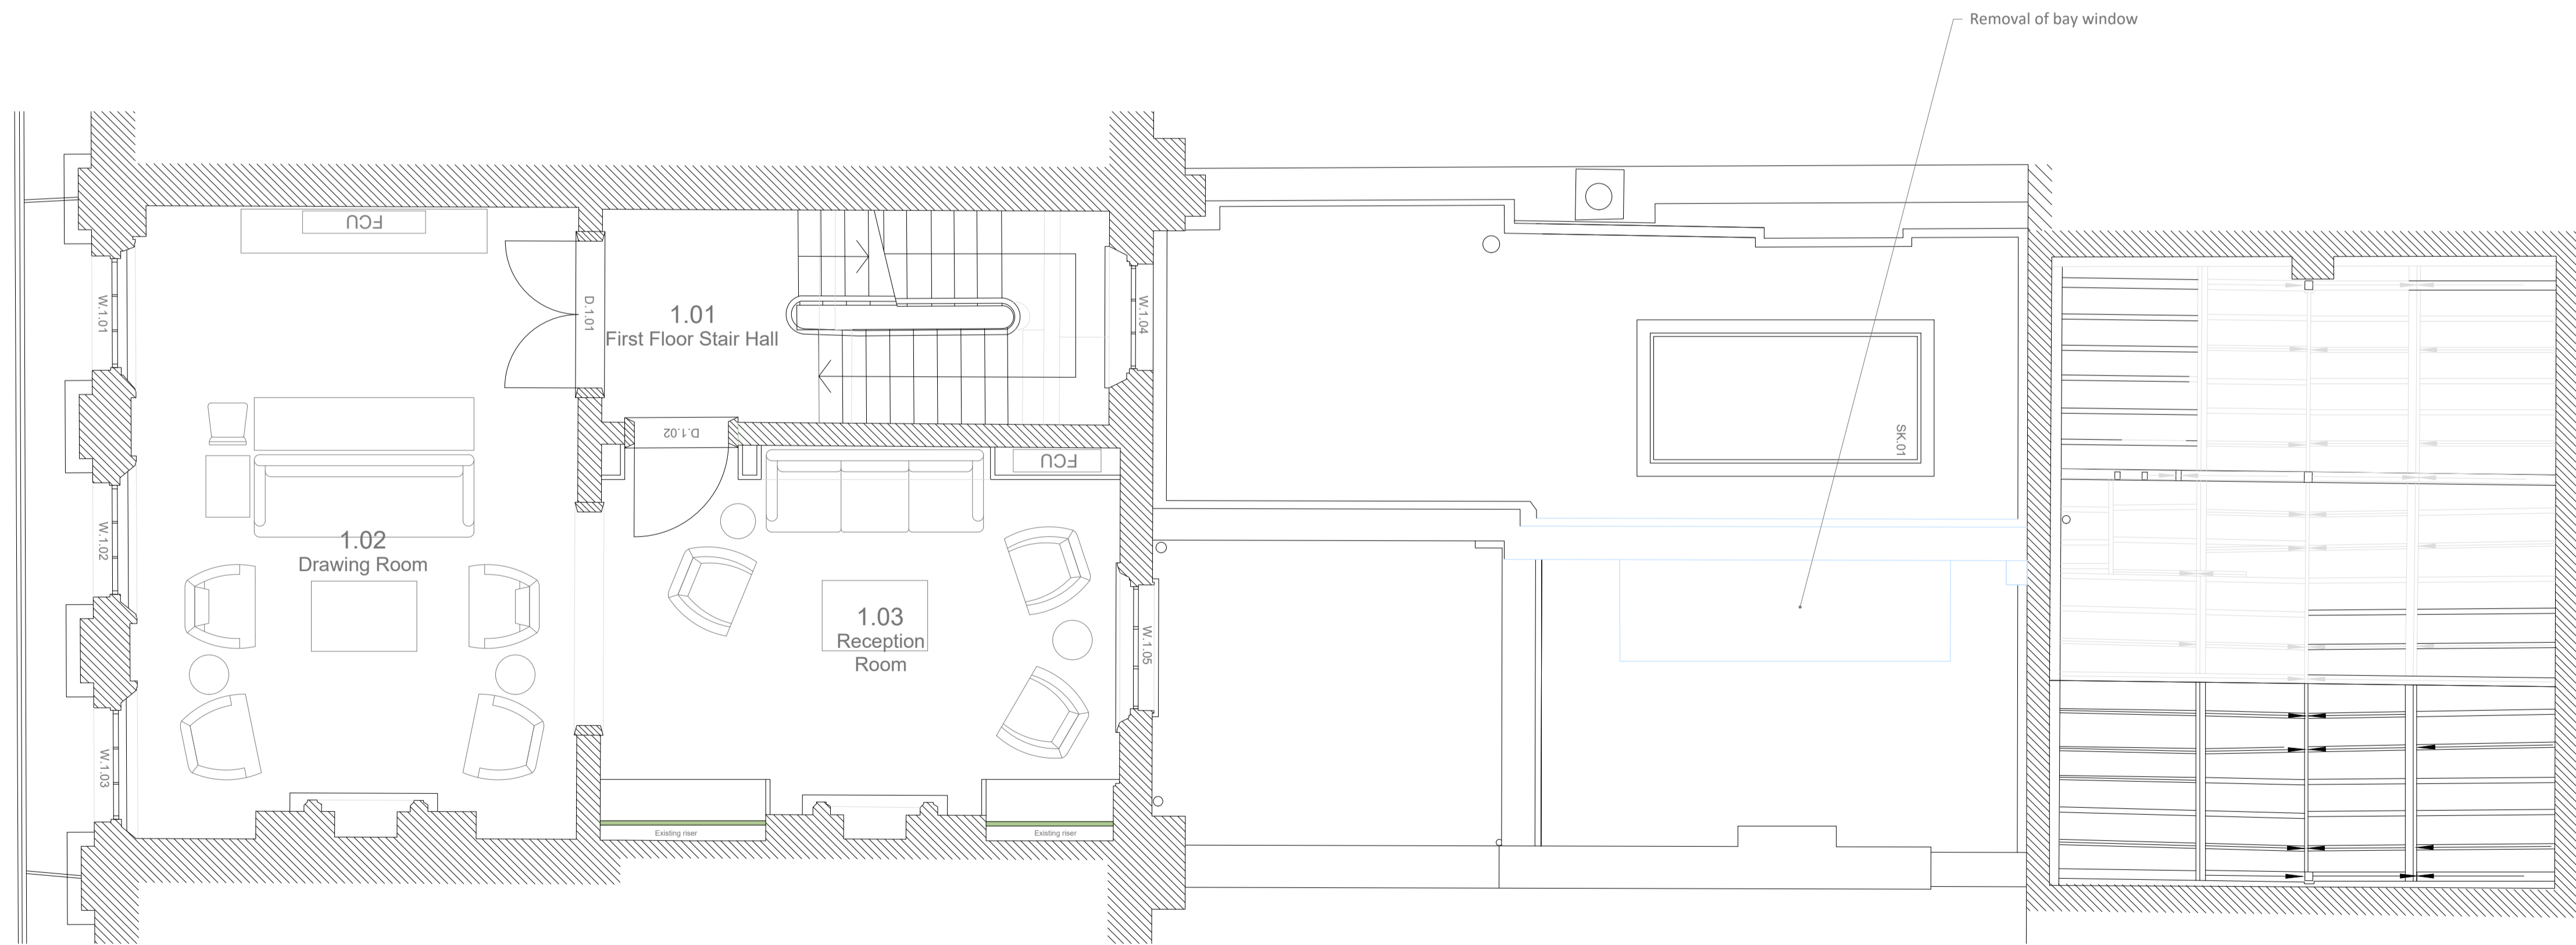 Removal of bay window
FCU
W.1.01
D.1.01
1.01
First Floor Stair Hall
W.1.04
D.1.02
FCU
SK.01
W.1.02
1.02
Drawing Room
1.03
Reception
Room
W.1.05
W.1.03
Existing riser
Existing riser